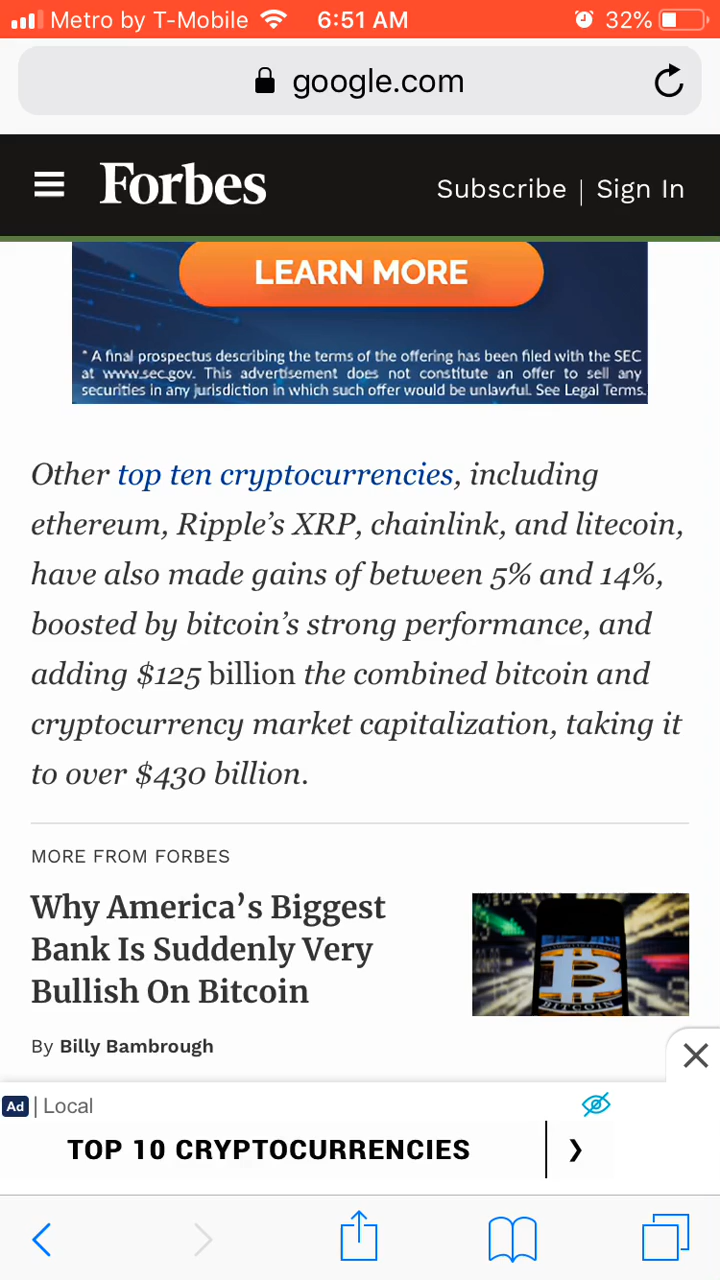 Metro by T-Mobile 6:51 AM 32%
google.com
Forbes Subscribe | Sign In
LEARN MORE
* A final prospectus describing the terms of the offering has been filed with the SEC
at www.sec.gov. This advertisement does not constitute an offer to sell any
securities in any jurisdiction in which such offer would be unlawful. See Legal Terms.
Other top ten cryptocurrencies, including
ethereum, Ripple’s XRP, chainlink, and litecoin,
have also made gains of between 5% and 14%,
boosted by bitcoin’s strong performance, and
adding $125 billion the combined bitcoin and
cryptocurrency market capitalization, taking it
to over $430 billion.
MORE FROM FORBES
Why America’s Biggest
Bank Is Suddenly Very
Bullish On Bitcoin
BITCOIN
By Billy Bambrough
Ad | Local
TOP 10 CRYPTOCURRENCIES